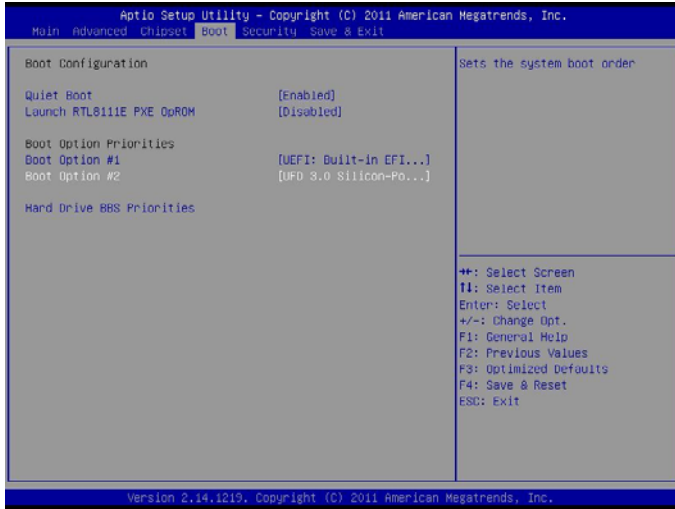 Aptio Setup Utility - Copyright (C) 2011 American Megatrends, Inc.
Main Advanced Chipset Boot Security Save & Exit
Boot Configuration
Sets the system boot order
Quiet Boot [Enabled]
Launch RTL8111E PXE OpROM [Disabled]
Boot Option Priorities
Boot Option #1 [UEFI: Built-in EFI...]
Boot Option #2 [UFD 3.0 Silicon-Po...]
Hard Drive BBS Priorities
→←: Select Screen
↑↓: Select Item
Enter: Select
+/-: Change Opt.
F1: General Help
F2: Previous Values
F3: Optimized Defaults
F4: Save & Reset
ESC: Exit
Version 2.14.1219. Copyright (C) 2011 American Megatrends, Inc.